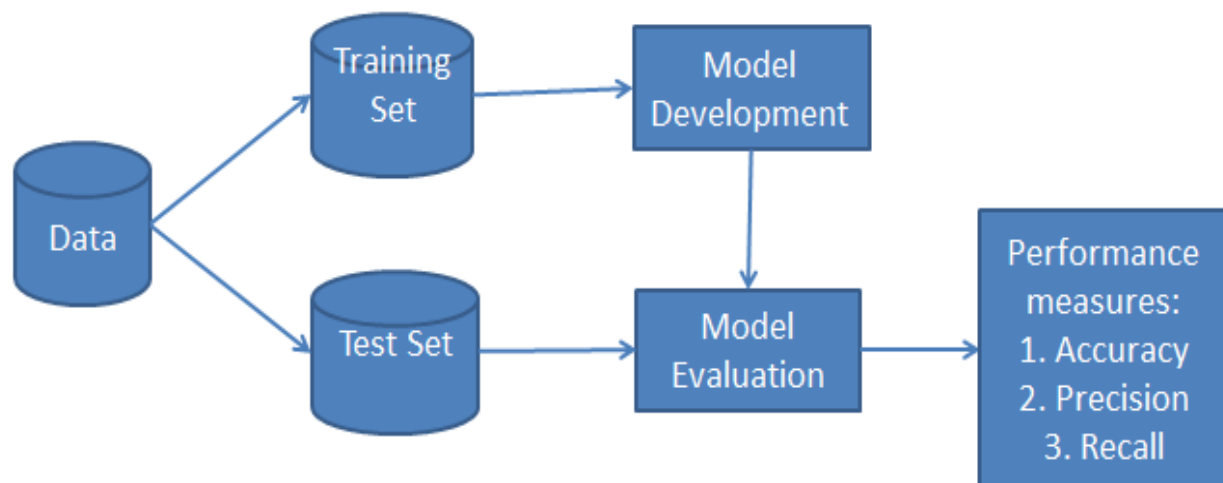 Training
Set
Model
Development
Data
Test Set
Model
Evaluation
Performance
measures:
1. Accuracy
2. Precision
3. Recall